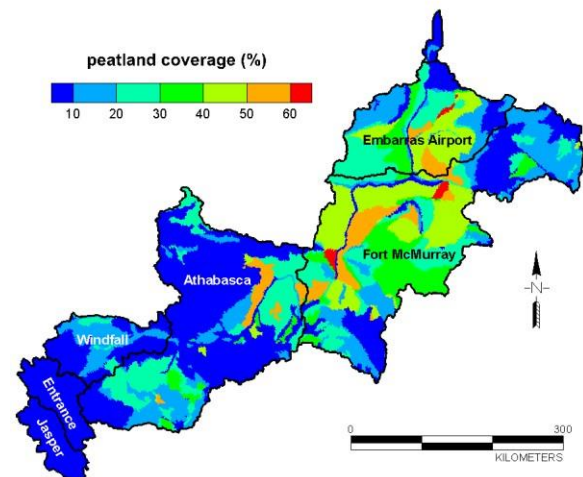 peatland coverage (%)
10 20 30 40 50 60
Embarras Airport
Fort McMurray
Athabasca
Windfall
Entrance
Jasper
-N-
0 300
KILOMETERS